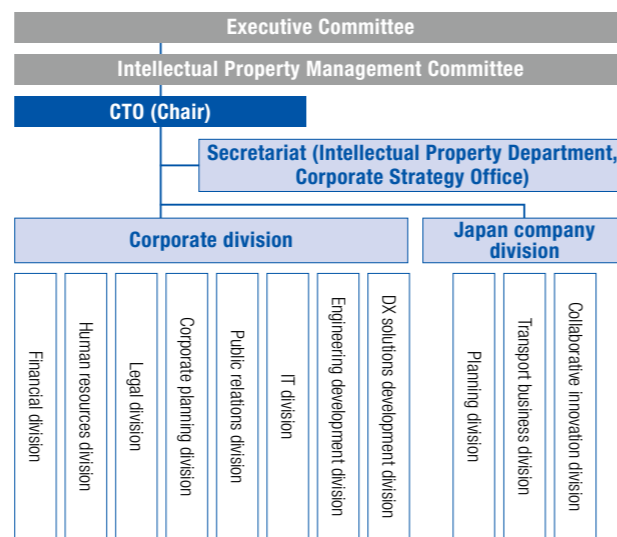 Executive Committee
Intellectual Property Management Committee
CTO (Chair)
Secretariat (Intellectual Property Department,
Corporate Strategy Office)
Corporate division
Japan company
division
Financial division
Human resources division
Legal division
Corporate planning division
Public relations division
IT division
Engineering development division
DX solutions development division
Planning division
Transport business division
Collaborative innovation division